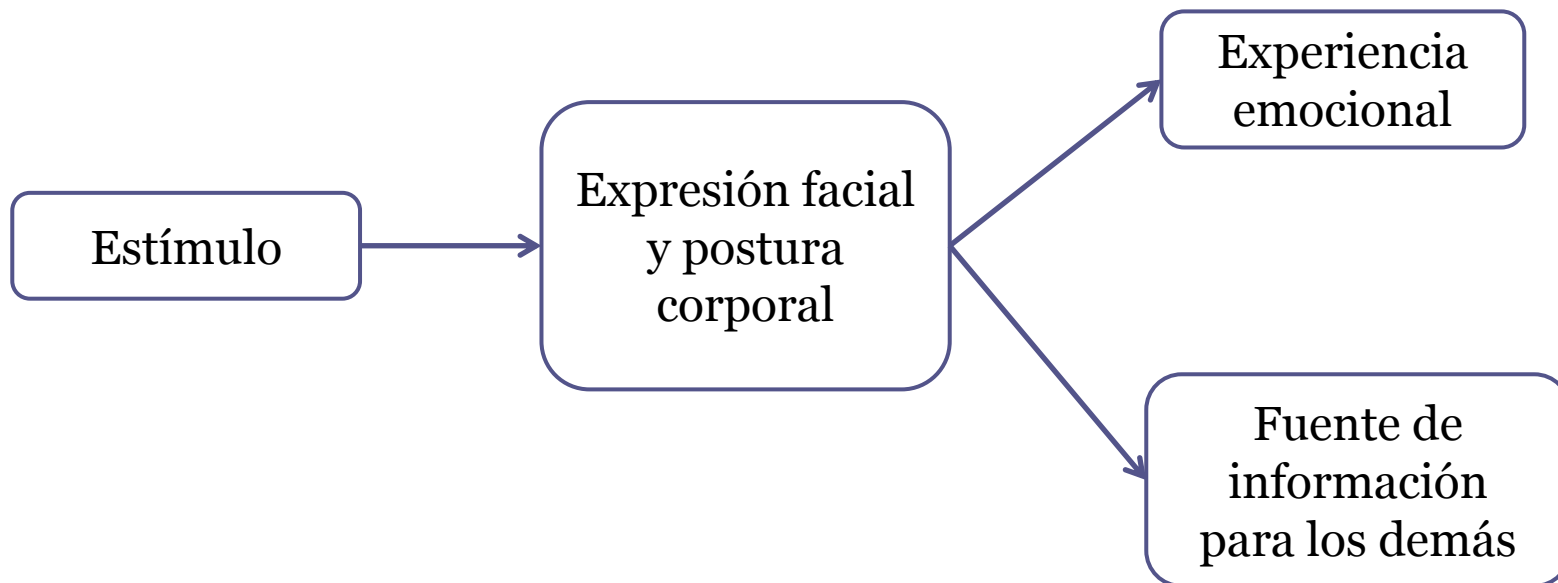 Estímulo
Expresión facial
y postura
corporal
Experiencia
emocional
Fuente de
información
para los demás